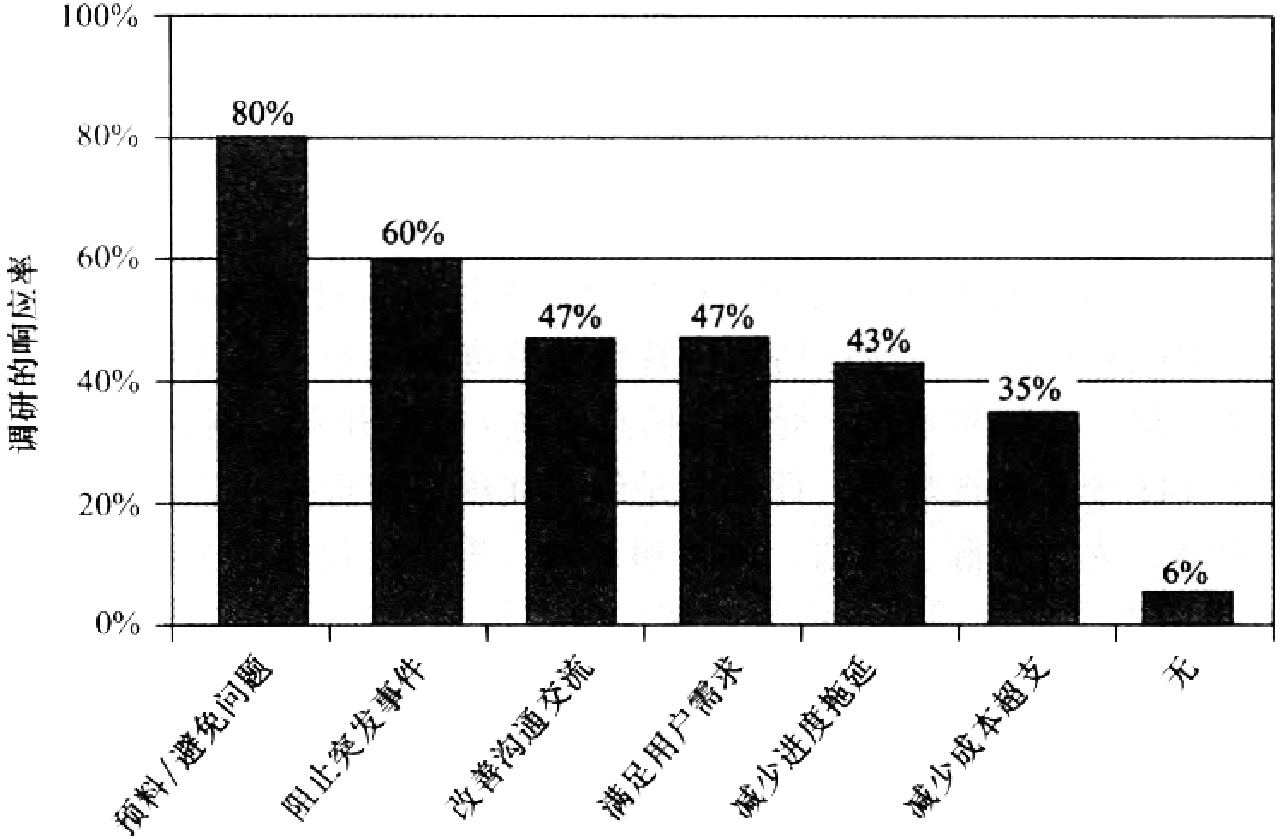 100%
80%
60%
40%
20%
0%
调研的响应率
80%
60%
47%
47%
43%
35%
6%
预料/避免问题
阻止突发事件
改善沟通交流
满足用户需求
减少进度拖延
减少成本超支
无